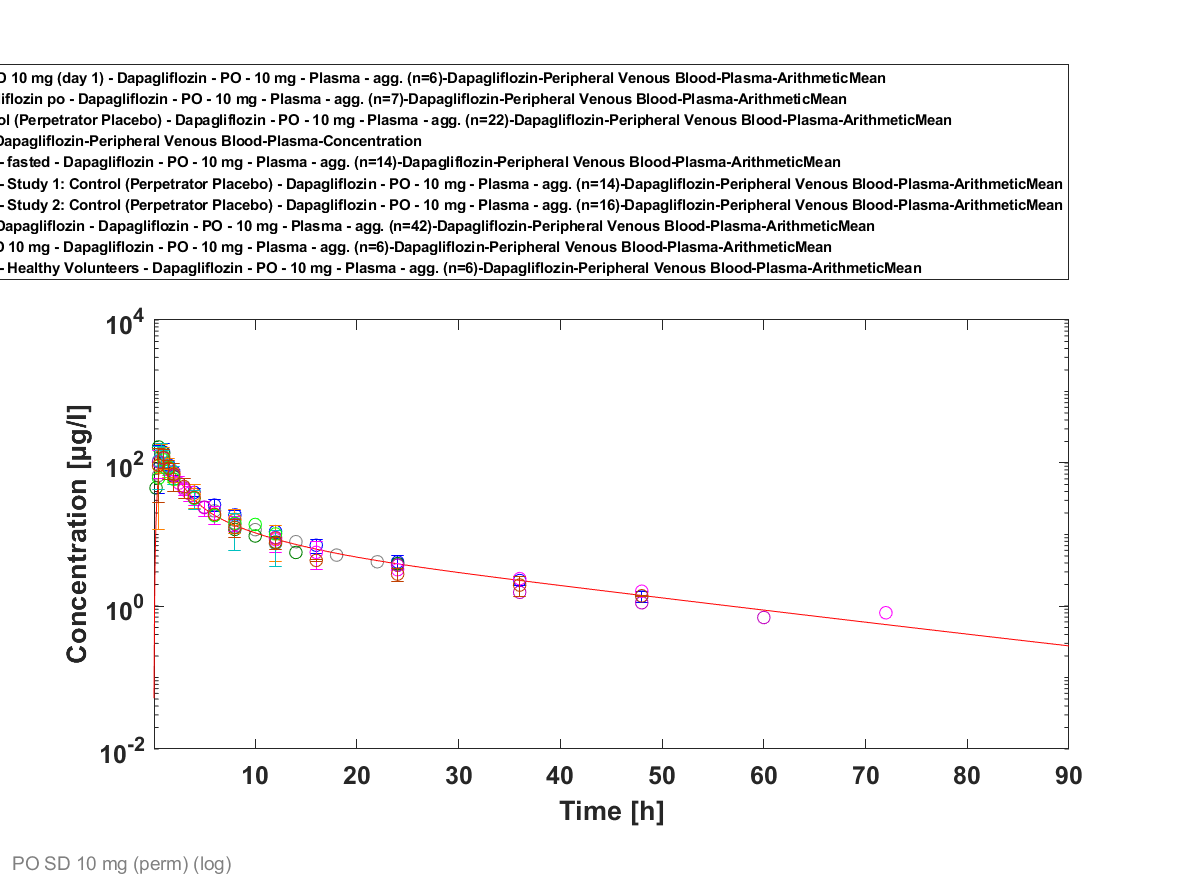 O 10 mg (day 1) - Dapagliflozin - PO - 10 mg - Plasma - agg. (n=6)-Dapagliflozin-Peripheral Venous Blood-Plasma-ArithmeticMean
iflozin po - Dapagliflozin - PO - 10 mg - Plasma - agg. (n=7)-Dapagliflozin-Peripheral Venous Blood-Plasma-ArithmeticMean
ol (Perpetrator Placebo) - Dapagliflozin - PO - 10 mg - Plasma - agg. (n=22)-Dapagliflozin-Peripheral Venous Blood-Plasma-ArithmeticMean
Dapagliflozin-Peripheral Venous Blood-Plasma-Concentration
- fasted - Dapagliflozin - PO - 10 mg - Plasma - agg. (n=14)-Dapagliflozin-Peripheral Venous Blood-Plasma-ArithmeticMean
- Study 1: Control (Perpetrator Placebo) - Dapagliflozin - PO - 10 mg - Plasma - agg. (n=14)-Dapagliflozin-Peripheral Venous Blood-Plasma-ArithmeticMean
- Study 2: Control (Perpetrator Placebo) - Dapagliflozin - PO - 10 mg - Plasma - agg. (n=16)-Dapagliflozin-Peripheral Venous Blood-Plasma-ArithmeticMean
Dapagliflozin - Dapagliflozin - PO - 10 mg - Plasma - agg. (n=42)-Dapagliflozin-Peripheral Venous Blood-Plasma-ArithmeticMean
D 10 mg - Dapagliflozin - PO - 10 mg - Plasma - agg. (n=6)-Dapagliflozin-Peripheral Venous Blood-Plasma-ArithmeticMean
- Healthy Volunteers - Dapagliflozin - PO - 10 mg - Plasma - agg. (n=6)-Dapagliflozin-Peripheral Venous Blood-Plasma-ArithmeticMean
10^4
10^2
10^0
10^-2
Concentration [µg/l]
10 20 30 40 50 60 70 80 90
Time [h]
PO SD 10 mg (perm) (log)